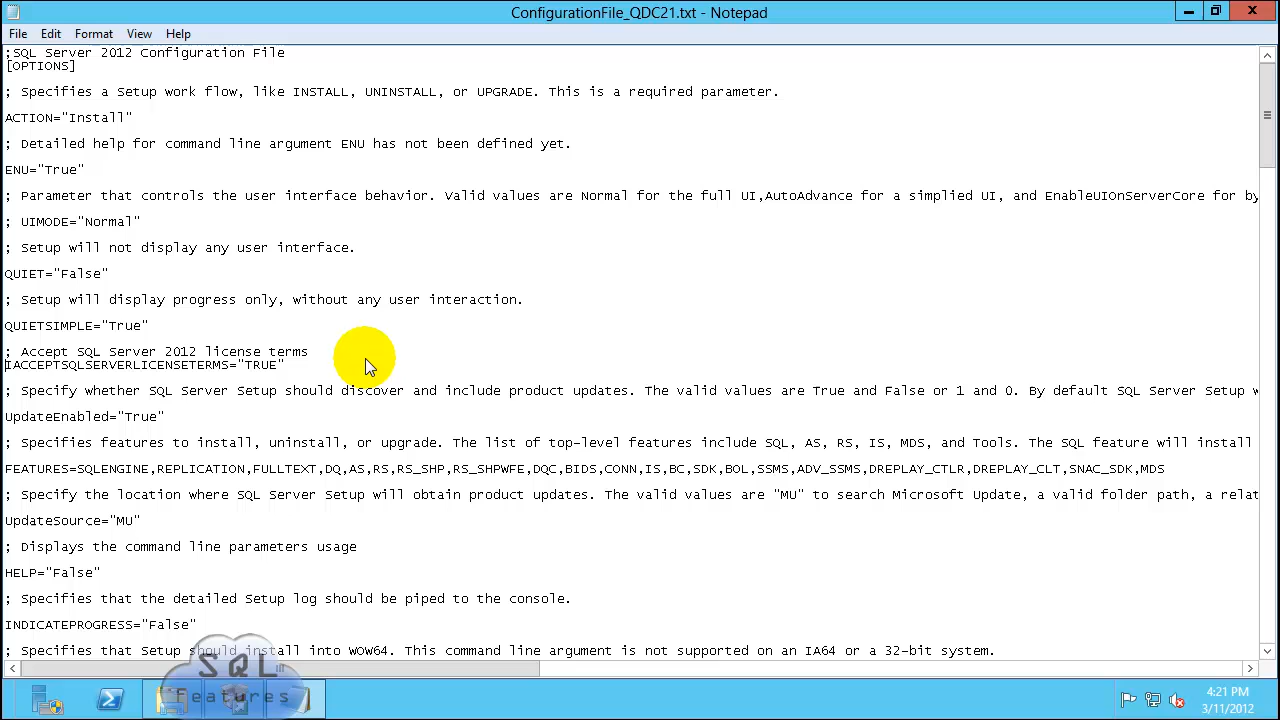 ConfigurationFile_QDC21.txt - Notepad
File Edit Format View Help
;SQL Server 2012 Configuration File
[OPTIONS]
; Specifies a Setup work flow, like INSTALL, UNINSTALL, or UPGRADE. This is a required parameter.
ACTION="Install"
; Detailed help for command line argument ENU has not been defined yet.
ENU="True"
; Parameter that controls the user interface behavior. Valid values are Normal for the full UI,AutoAdvance for a simplied UI, and EnableUIOnServerCore for by
; UIMODE="Normal"
; Setup will not display any user interface.
QUIET="False"
; Setup will display progress only, without any user interaction.
QUIETSIMPLE="True"
; Accept SQL Server 2012 license terms
IACCEPTSQLSERVERLICENSETERMS="TRUE"
; Specify whether SQL Server Setup should discover and include product updates. The valid values are True and False or 1 and 0. By default SQL Server Setup w
UpdateEnabled="True"
; Specifies features to install, uninstall, or upgrade. The list of top-level features include SQL, AS, RS, IS, MDS, and Tools. The SQL feature will install
FEATURES=SQLENGINE,REPLICATION,FULLTEXT,DQ,AS,RS,RS_SHP,RS_SHPWFE,DQC,BIDS,CONN,IS,BC,SDK,BOL,SSMS,ADV_SSMS,DREPLAY_CTLR,DREPLAY_CLT,SNAC_SDK,MDS
; Specify the location where SQL Server Setup will obtain product updates. The valid values are "MU" to search Microsoft Update, a valid folder path, a relat
UpdateSource="MU"
; Displays the command line parameters usage
HELP="False"
; Specifies that the detailed Setup log should be piped to the console.
INDICATEPROGRESS="False"
; Specifies that Setup should install into WOW64. This command line argument is not supported on an IA64 or a 32-bit system.
SQL
Features
4:21 PM
3/11/2012